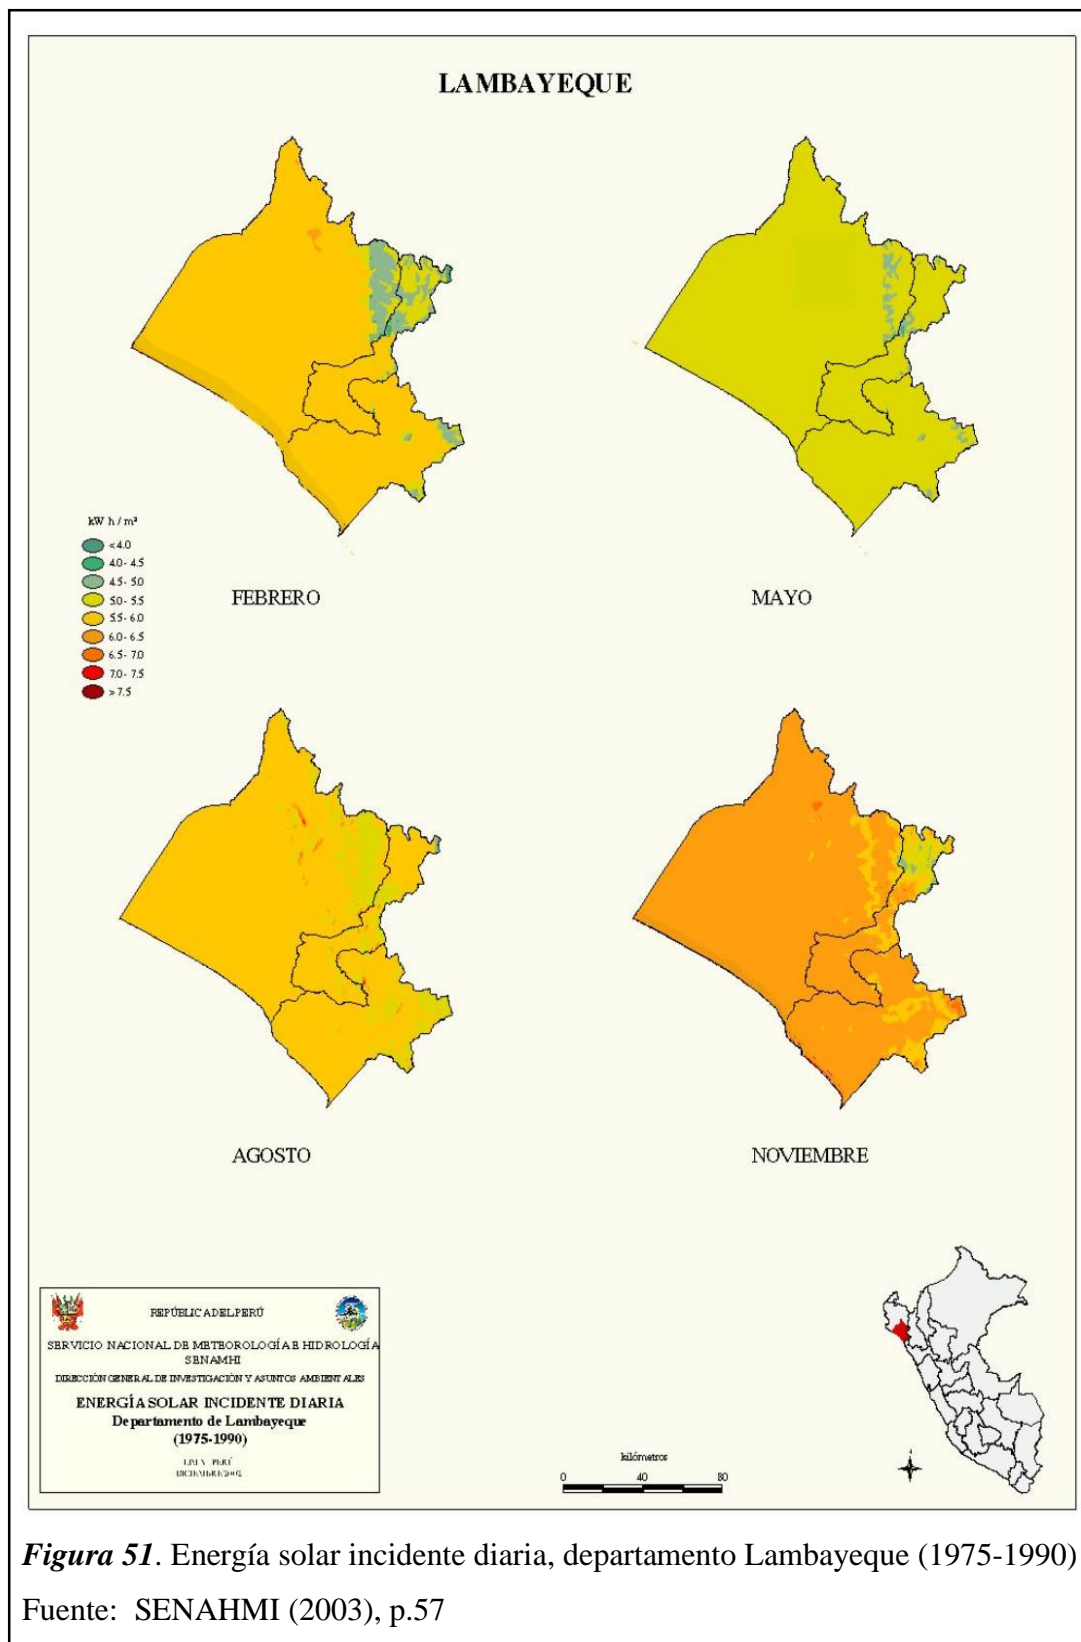 LAMBAYEQUE
kW h / m²
< 4.0
4.0- 4.5
4.5- 5.0
5.0- 5.5
5.5- 6.0
6.0- 6.5
6.5- 7.0
7.0- 7.5
> 7.5
FEBRERO
MAYO
AGOSTO
NOVIEMBRE
REPÚBLICA DEL PERÚ
SERVICIO NACIONAL DE METEOROLOGÍA E HIDROLOGÍA
SENAMHI
DIRECCIÓN GENERAL DE INVESTIGACIÓN Y ASUNTOS AMBIENTALES
ENERGÍA SOLAR INCIDENTE DIARIA
Departamento de Lambayeque
(1975-1990)
LIMA PERÚ
DICIEMBRE
kilómetros
0 40 80
Figura 51. Energía solar incidente diaria, departamento Lambayeque (1975-1990)
Fuente: SENAHMI (2003), p.57